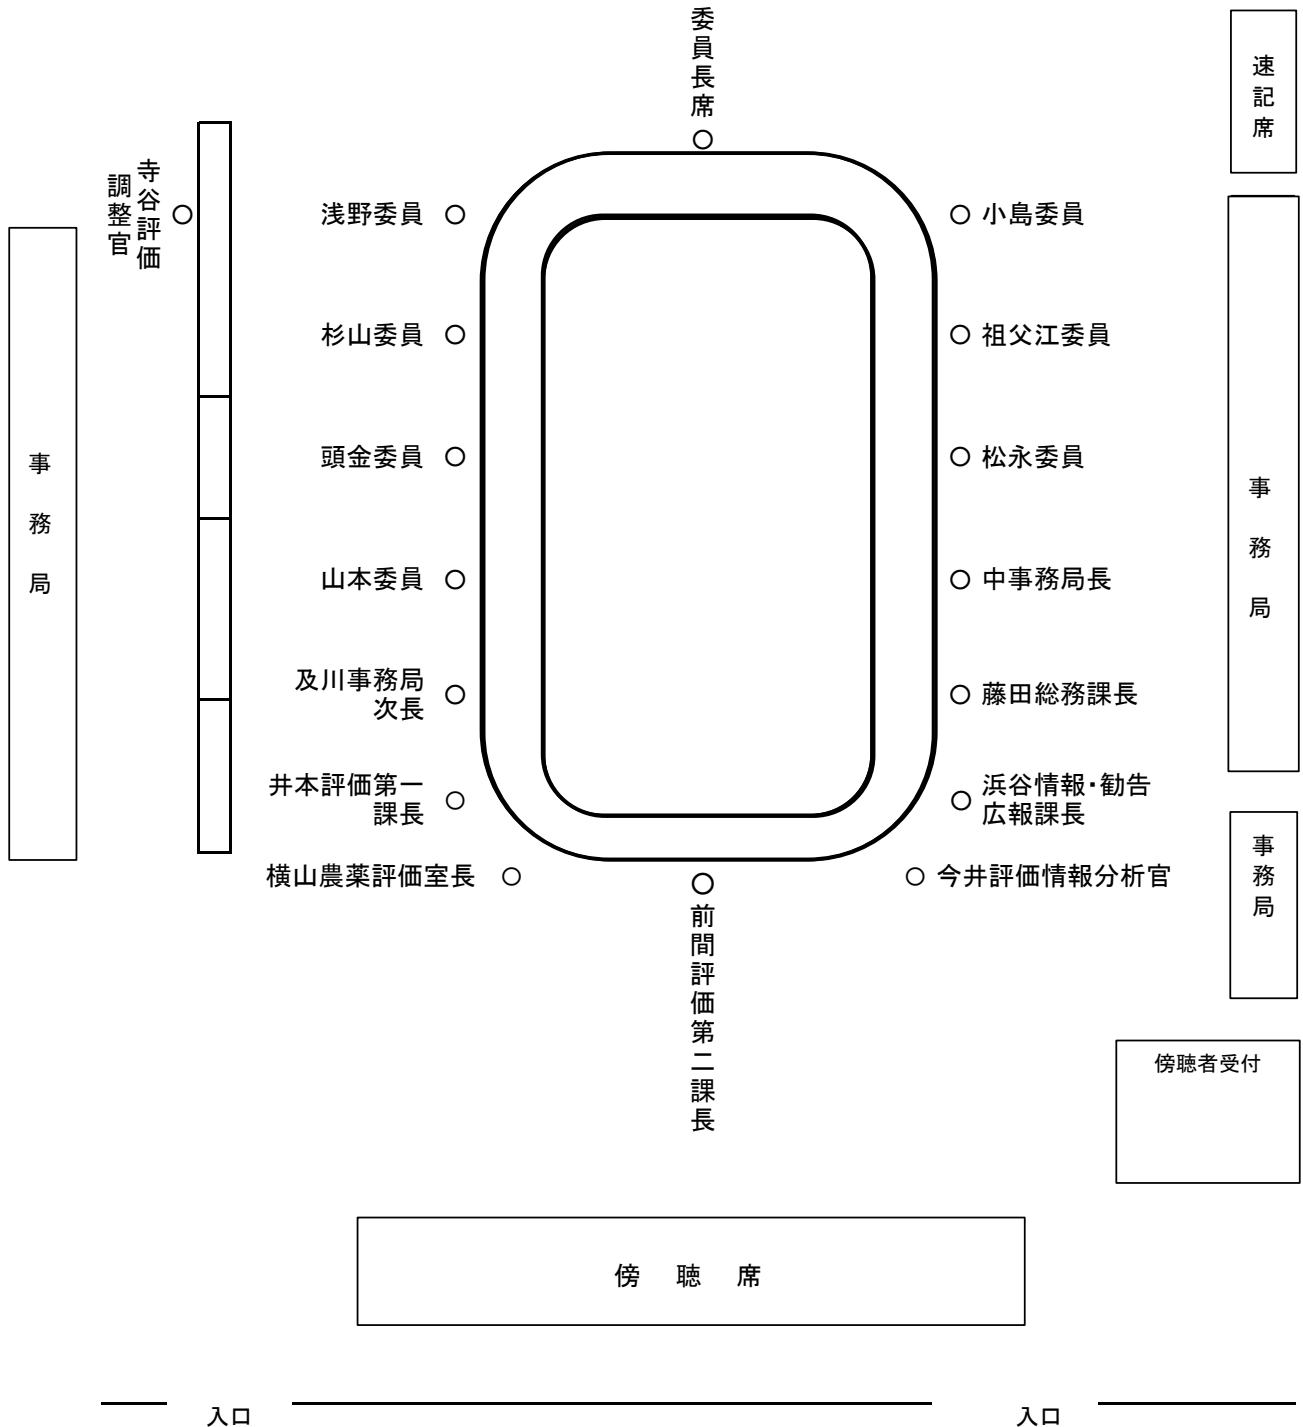 委員長席
速記席
寺谷評価
調整官
浅野委員
小島委員
杉山委員
祖父江委員
頭金委員
松永委員
事務局
事務局
山本委員
中事務局長
及川事務局
次長
藤田総務課長
井本評価第一
課長
浜谷情報・勧告
広報課長
横山農薬評価室長
今井評価情報分析官
事務局
前間評価第二課長
傍聴者受付
傍聴席
入口
入口